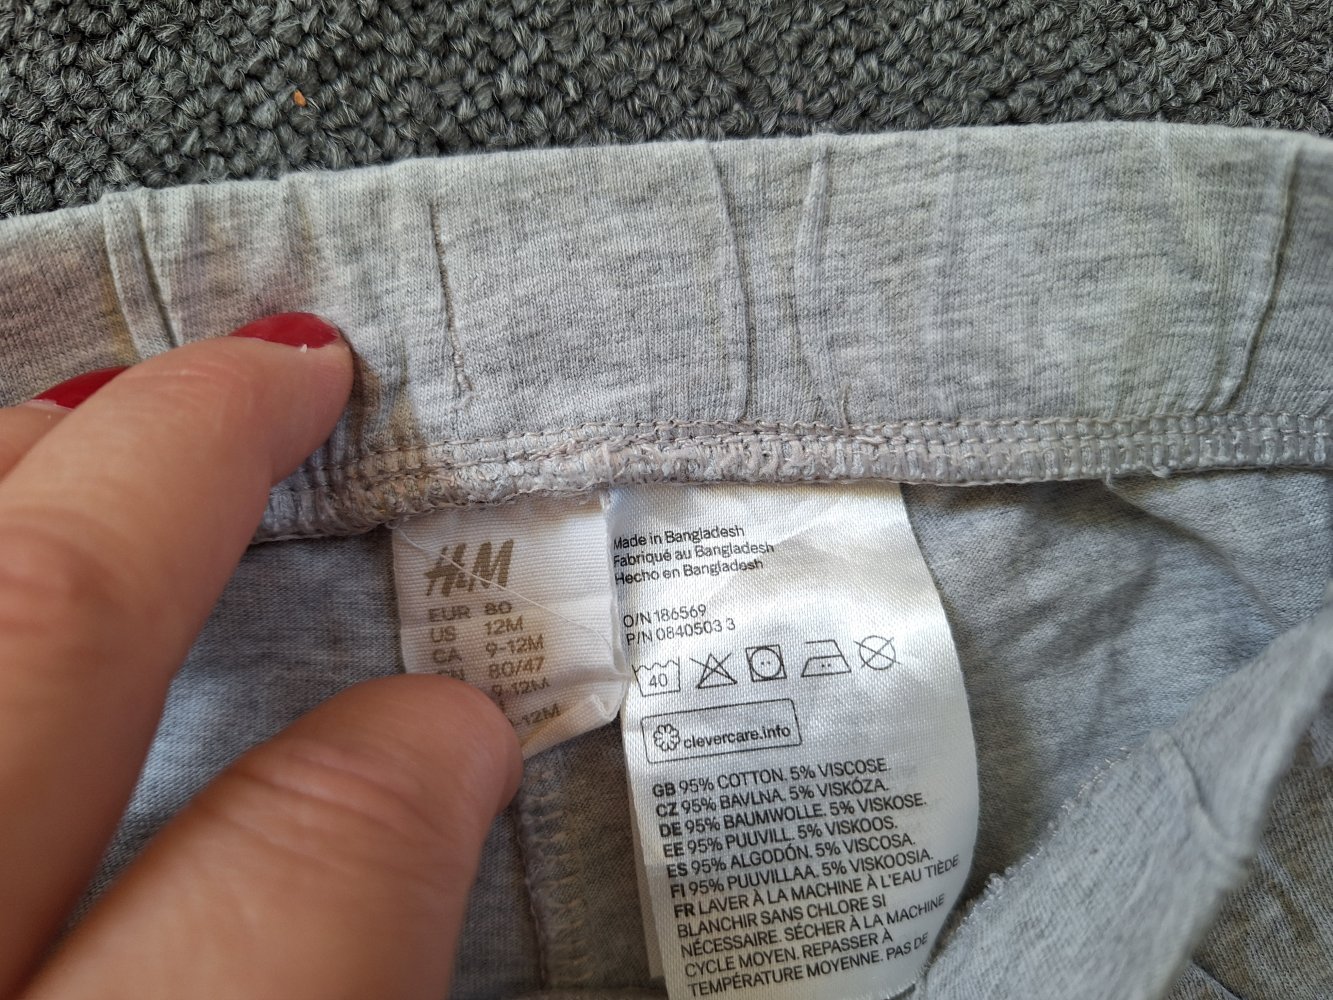 H&M
EUR 80
US 12M
CA 9-12M
CN 80/47
9-12M
-12M
Made in Bangladesh
Fabriqué au Bangladesh
Hecho en Bangladesh
O/N 186569
P/N 0840503 3
40
clevercare.info
GB 95% COTTON. 5% VISCOSE.
CZ 95% BAVLNA. 5% VISKÓZA.
DE 95% BAUMWOLLE. 5% VISKOSE.
EE 95% PUUVILL. 5% VISKOOS.
ES 95% ALGODÓN. 5% VISCOSA.
FI 95% PUUVILLAA. 5% VISKOOSIA.
FR LAVER À LA MACHINE À L'EAU TIÈDE
BLANCHIR SANS CHLORE SI
NÉCESSAIRE. SÉCHER À LA MACHINE
CYCLE MOYEN. REPASSER À
TEMPÉRATURE MOYENNE. PAS DE